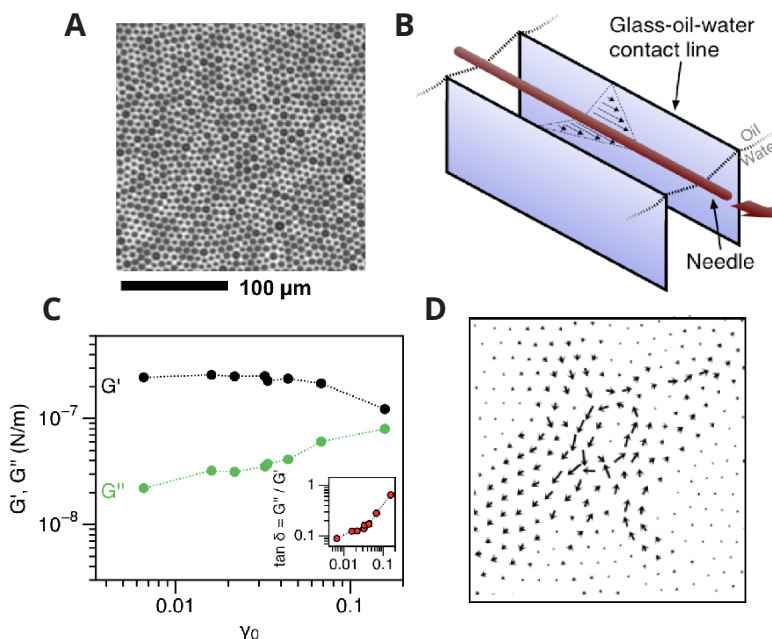 A
100 μm
B
Glass-oil-water
contact line
Oil
Water
Needle
C
G', G'' (N/m)
10⁻⁷
10⁻⁸
G'
G''
0.01
0.1
γ₀
tan δ = G'' / G'
1
0.1
0.01
0.1
D